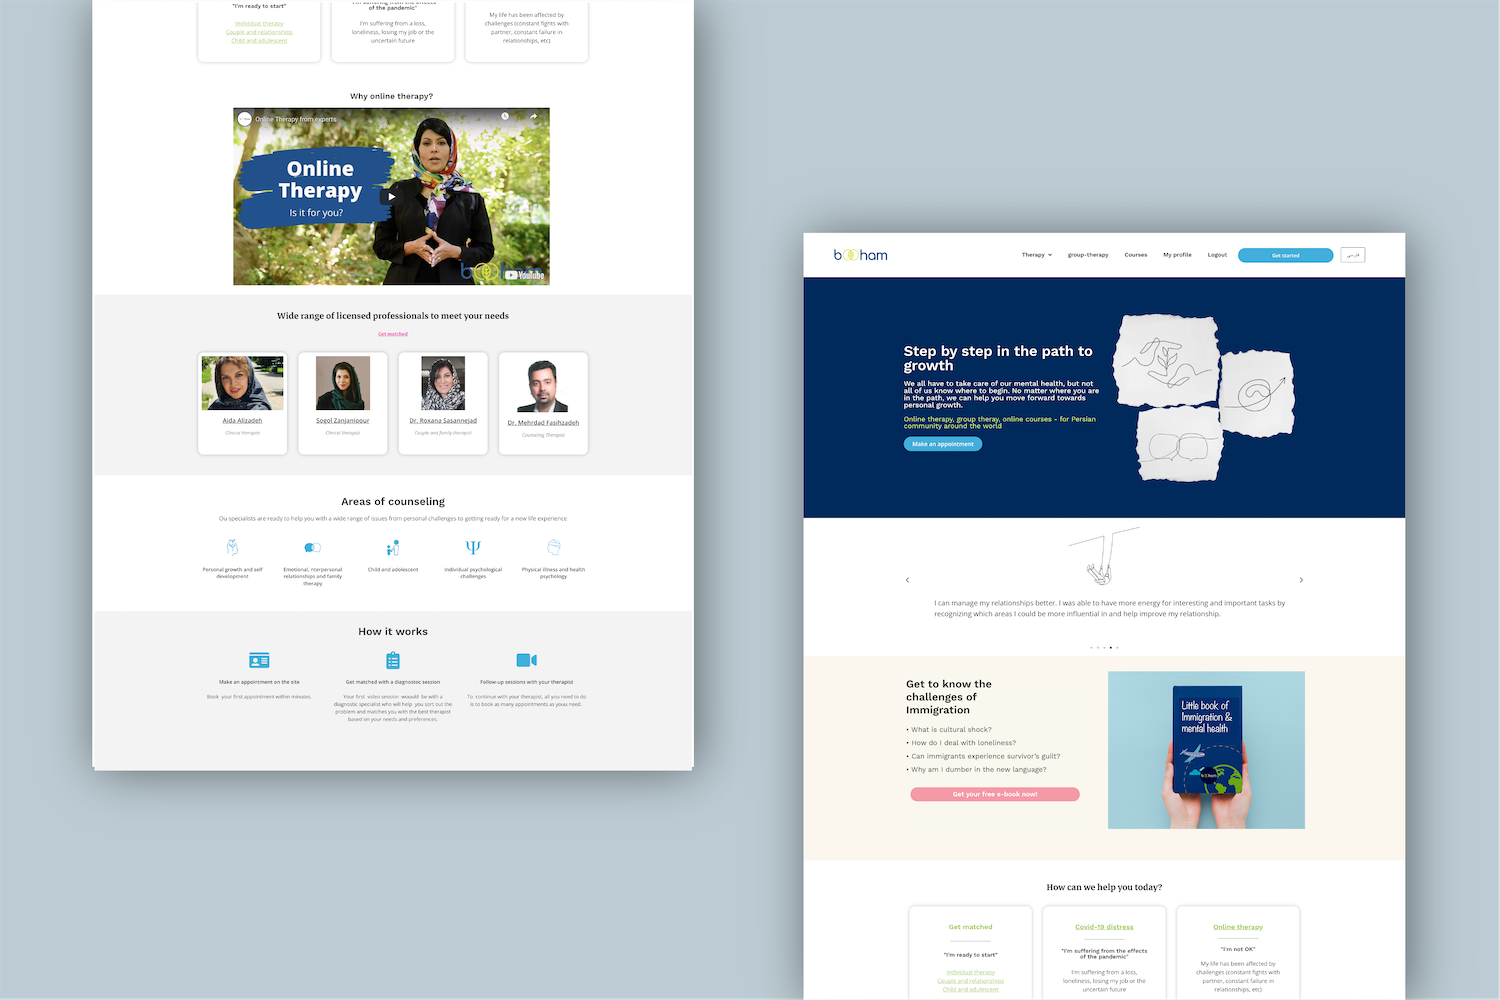 "I'm ready to start"
Individual therapy
Couple and relationships
Child and adulescent
"I'm suffering from the effects
of the pandemic"
I'm suffering from a loss,
loneliness, losing my job or the
uncertain future
My life has been affected by
challenges (constant fights with
partner, constant failure in
relationships, etc)
Why online therapy?
Online Therapy from experts
Online
Therapy
Is it for you?
YouTube
Wide range of licensed professionals to meet your needs
Get matched
Aida Alizadeh
Clinical therapist
Sogol Zanjanipour
Clinical therapist
Dr. Roxana Sasannejad
Couple and family therapist
Dr. Mehrdad Fasihzadeh
Counseling Therapist
Areas of counseling
Ou specialists are ready to help you with a wide range of issues from personal challenges to getting ready for a new life experience
Personal growth and self
development
Emotional, interpersonal
relationships and family
therapy
Child and adolescent
Individual psychological
challenges
Physical illness and health
psychology
How it works
Make an appointment on the site
Book your first appointment within minutes.
Get matched with a diagnostoc session
Your first video session would be with a
diagnostic specialist who will help you sort out the
problem and matches you with the best therapist
based on your needs and preferences.
Follow-up sessions with your therapist
To continue with your therapist, all you need to do
is to book as many appointments as you need.
booham
Therapy
group-therapy
Courses
My profile
Logout
Get started
فارسی
Step by step in the path to
growth
We all have to take care of our mental health, but not
all of us know where to begin. No matter where you are
in the path, we can help you move forward towards
personal growth.
Online therapy, group theray, online courses - for Persian
community around the world
Make an appointment
I can manage my relationships better. I was able to have more energy for interesting and important tasks by
recognizing which areas I could be more influential in and help improve my relationship.
Get to know the
challenges of
Immigration
• What is cultural shock?
• How do I deal with loneliness?
• Can immigrants experience survivor's guilt?
• Why am I dumber in the new language?
Get your free e-book now!
Little book of
Immigration &
mental health
booham
How can we help you today?
Get matched
"I'm ready to start"
Individual therapy
Couple and relationships
Child and adulescent
Covid-19 distress
"I'm suffering from the effects
of the pandemic"
I'm suffering from a loss,
loneliness, losing my job or the
uncertain future
Online therapy
"I'm not OK"
My life has been affected by
challenges (constant fights with
partner, constant failure in
relationships, etc)